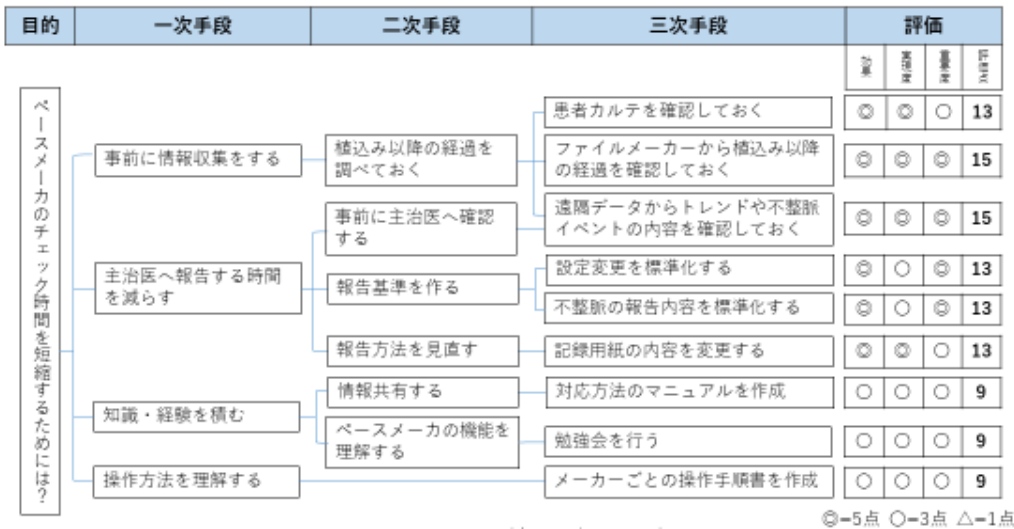 目的 一次手段 二次手段 三次手段 評価
効果 実現度 重要度 評価点
ペースメーカのチェック時間を短縮するためには?
患者カルテを確認しておく ◎ ◎ ○ 13
事前に情報収集をする
植込み以降の経過を
調べておく
ファイルメーカーから植込み以降
の経過を確認しておく
◎ ◎ ◎ 15
事前に主治医へ確認
する
遠隔データからトレンドや不整脈
イベントの内容を確認しておく
◎ ◎ ◎ 15
主治医へ報告する時間
を減らす
報告基準を作る
設定変更を標準化する ◎ ○ ◎ 13
不整脈の報告内容を標準化する ◎ ○ ◎ 13
報告方法を見直す 記録用紙の内容を変更する ◎ ◎ ○ 13
知識・経験を積む
情報共有する 対応方法のマニュアルを作成 ○ ○ ○ 9
ペースメーカの機能を
理解する
勉強会を行う ○ ○ ○ 9
操作方法を理解する メーカーごとの操作手順書を作成 ○ ○ ○ 9
◎=5点 ○=3点 △=1点